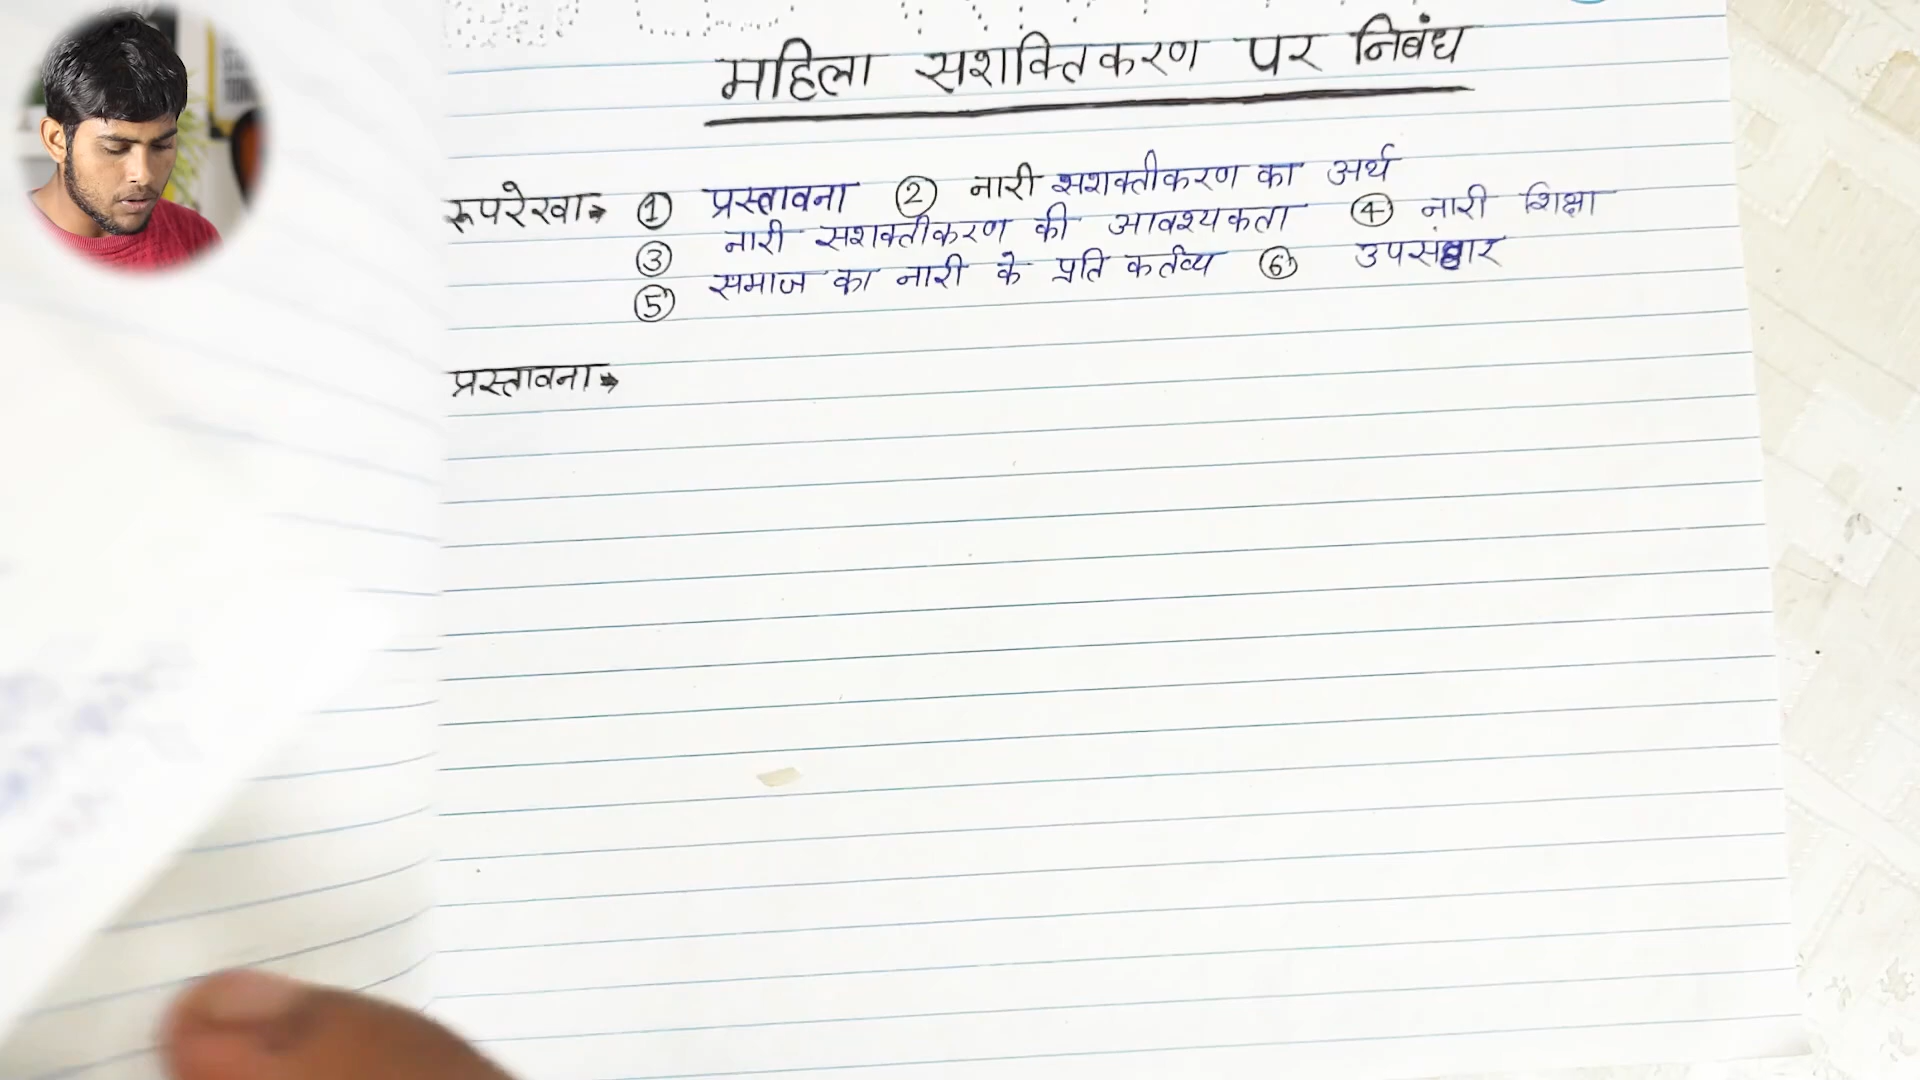 महिला सशक्तिकरण पर निबंध
रूपरेखा→ ① प्रस्तावना ② नारी सशक्तीकरण का अर्थ
③ नारी सशक्तीकरण की आवश्यकता ④ नारी शिक्षा
⑤ समाज का नारी के प्रति कर्तव्य ⑥ उपसंहार
प्रस्तावना→